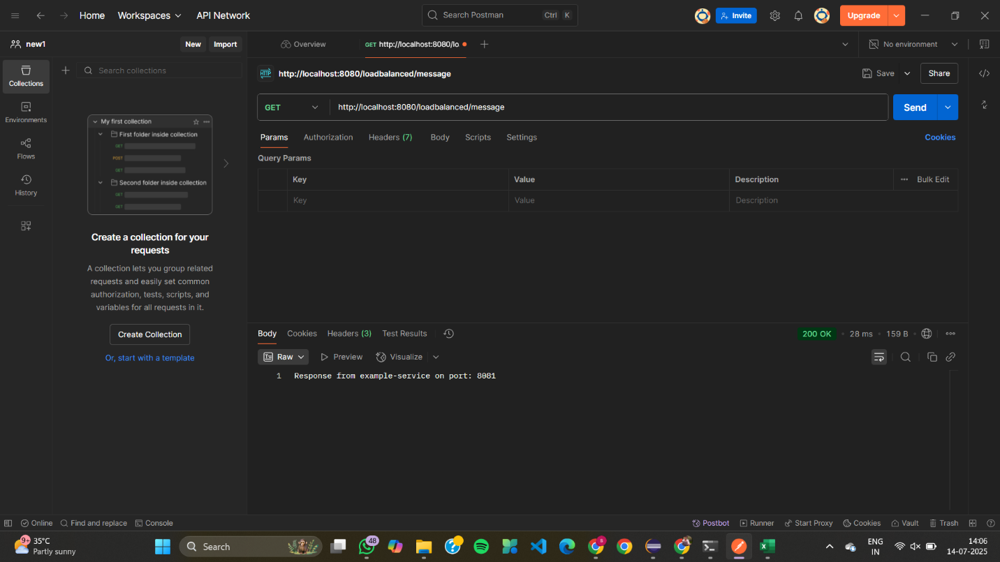 Home
Workspaces
API Network
Search Postman
Ctrl
K
Invite
Upgrade
new1
New
Import
Overview
GET http://localhost:8080/lo
No environment
Collections
Environments
Flows
History
Search collections
My first collection
First folder inside collection
GET
POST
GET
Second folder inside collection
GET
GET
Create a collection for your
requests
A collection lets you group related
requests and easily set common
authorization, tests, scripts, and
variables for all requests in it.
Create Collection
Or, start with a template
HTTP
http://localhost:8080/loadbalanced/message
Save
Share
GET
http://localhost:8080/loadbalanced/message
Send
Params
Authorization
Headers (7)
Body
Scripts
Settings
Cookies
Query Params
Key
Value
Description
Bulk Edit
Key
Value
Description
Body
Cookies
Headers (3)
Test Results
200 OK
28 ms
159 B
Raw
Preview
Visualize
1
Response from example-service on port: 8081
Online
Find and replace
Console
Postbot
Runner
Start Proxy
Cookies
Vault
Trash
9+
35°C
Partly sunny
Search
48
ENG
IN
14:06
14-07-2025